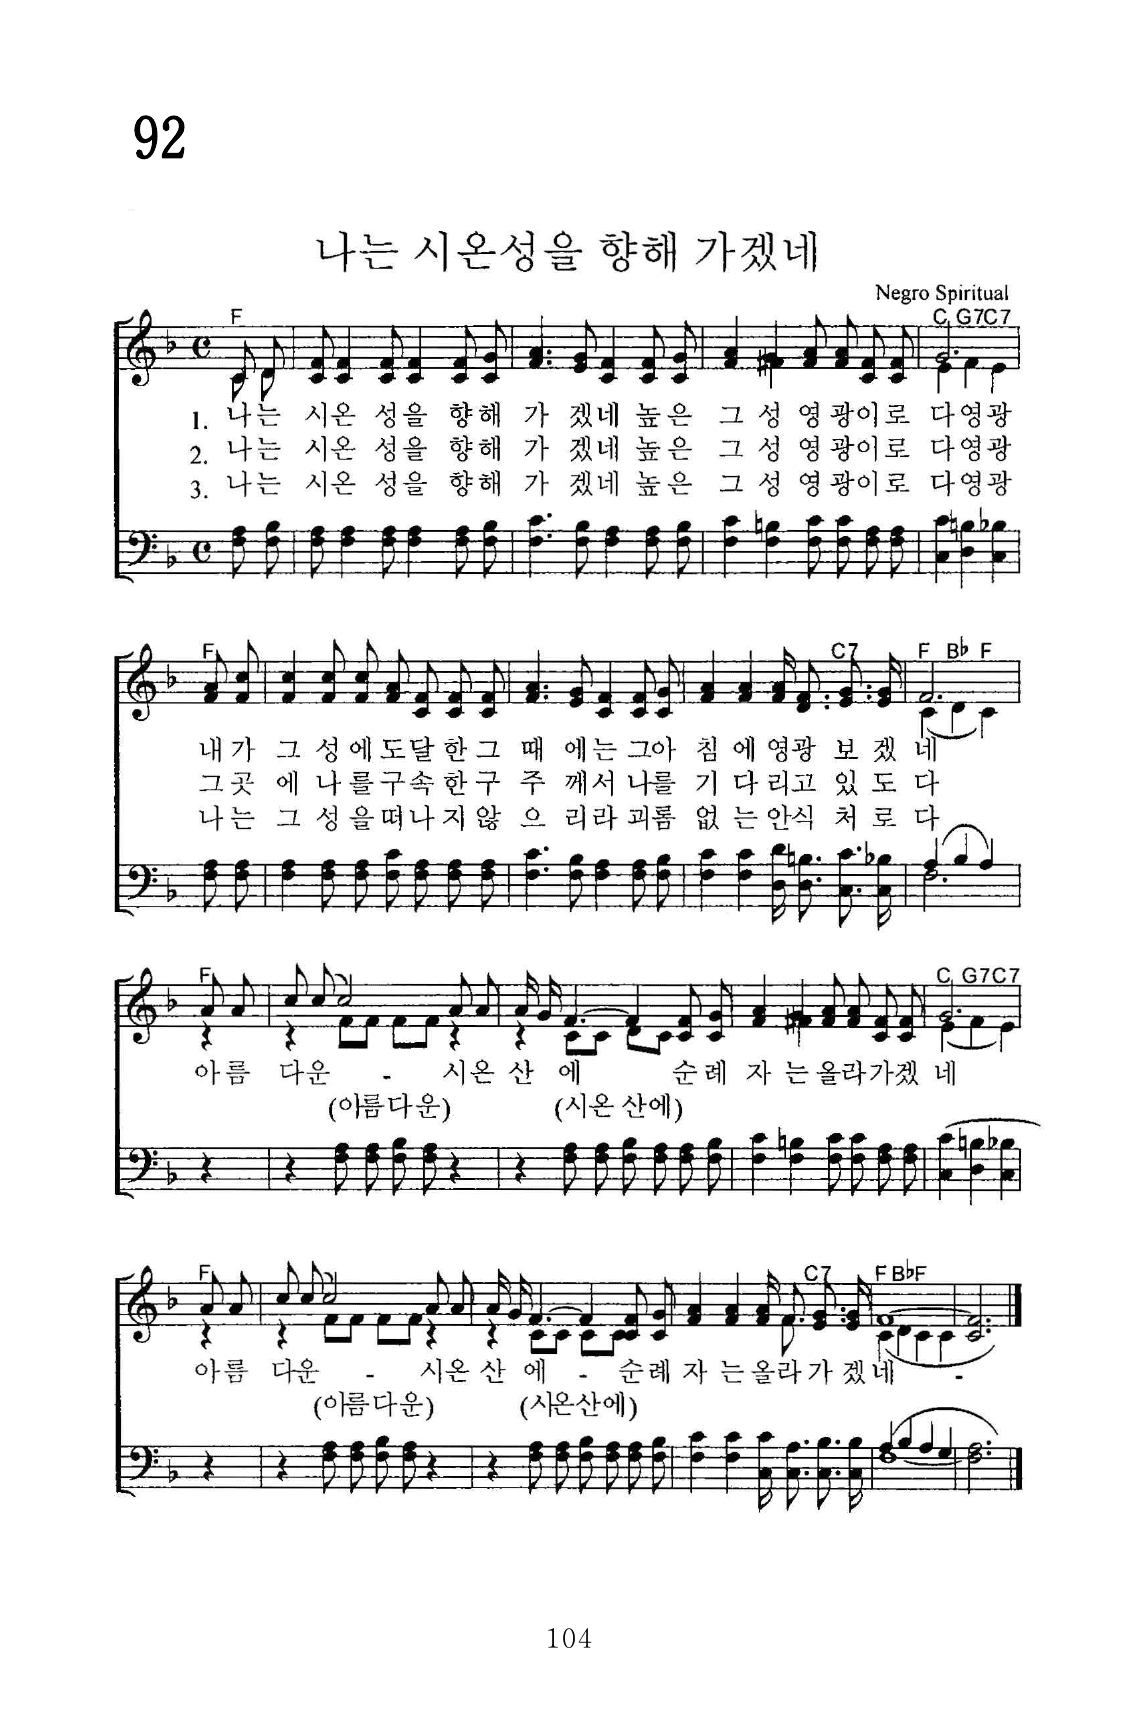 92
나는 시온성을 향해 가겠네
Negro Spiritual
F C G7C7
1. 나는 시온 성을 향해 가 겠네 높은 그 성 영광이로 다영광
2. 나는 시온 성을 향해 가 겠네 높은 그 성 영광이로 다영광
3. 나는 시온 성을 향해 가 겠네 높은 그 성 영광이로 다영광
F C7 F B♭ F
내가 그 성에도달한그 때 에는그아 침에영광 보겠 네
그곳 에 나를구속한구 주 께서나를 기다리고 있도 다
나는 그 성을떠나지않 으 리라괴롬 없는안식 처로 다
F C G7C7
아름 다운 - 시온 산 에 순례 자 는올라가겠 네
(아름다운) (시온 산에)
F C7 F B♭F
아름 다운 - 시온 산 에 - 순례 자 는올라가 겠네 -
(아름다운) (시온산에)
104